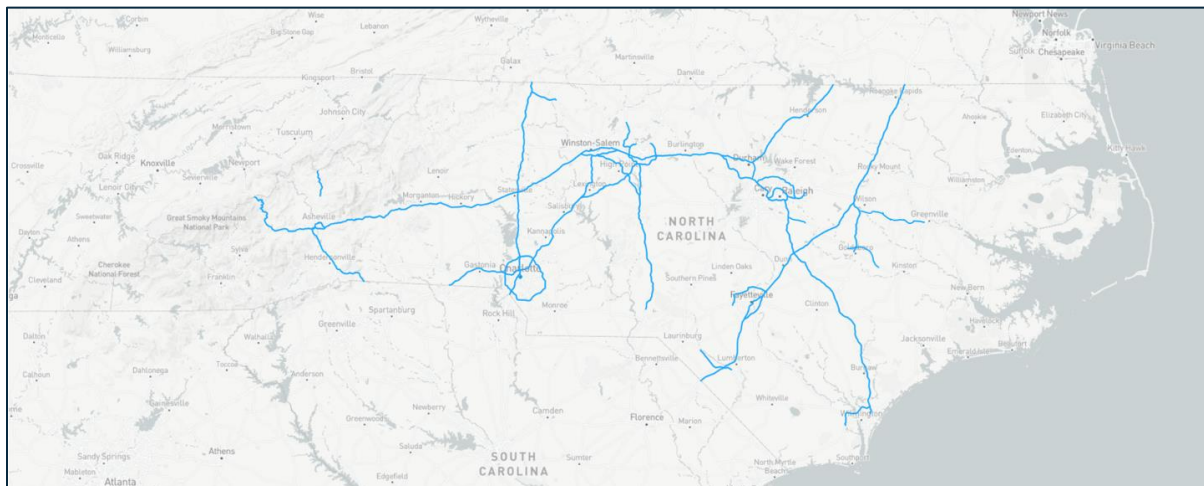 Corbin
Monticello
Wise
Lebanon
Wytheville
Newport News
Norfolk
Virginia Beach
Suffolk
Chesapeake
Williamsburg
Big Stone Gap
Galax
Martinsville
Danville
Kingsport
Bristol
Roanoke Rapids
Henderson
Ahoskie
Elizabeth City
Johnson City
Tusculum
Morristown
Newport
Crossville
Oak Ridge
Knoxville
Lenoir City
Sevierville
Winston-Salem
Burlington
Durham
Wake Forest
Rocky Mount
Edenton
Kitty Hawk
Lenoir
Morganton
Hickory
Statesville
Lexington
Salisbury
Raleigh
Williamston
Sweetwater
Great Smoky Mountains
National Park
Asheville
Kannapolis
NORTH
CAROLINA
Wilson
Greenville
Dayton
Athens
Sylva
Hendersonville
Goldsboro
Kinston
Cherokee
National Forest
Cleveland
Franklin
Gastonia
Charlotte
Southern Pines
Linden Oaks
Dunn
New Bern
Havelock
Spartanburg
Rock Hill
Monroe
Fayetteville
Clinton
Jacksonville
Beaufort
Emerald Isle
Dalton
Walhalla
Greenville
Laurinburg
Lumberton
Bennettsville
Burgaw
Calhoun
Dahlonega
Toccoa
Anderson
Whiteville
Wilmington
Gainesville
Greenwood
Newberry
Camden
Florence
Marion
Saluda
Southport
Sandy Springs
Athens
SOUTH
CAROLINA
Sumter
North Myrtle
Beach
Mableton
Atlanta
Edgefield